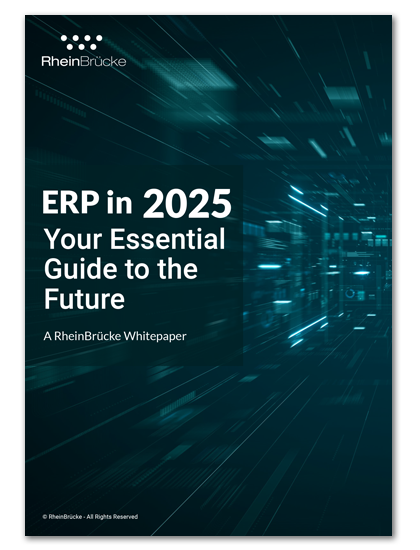 RheinBrücke
ERP in 2025
Your Essential
Guide to the
Future
A RheinBrücke Whitepaper
© RheinBrücke - All Rights Reserved